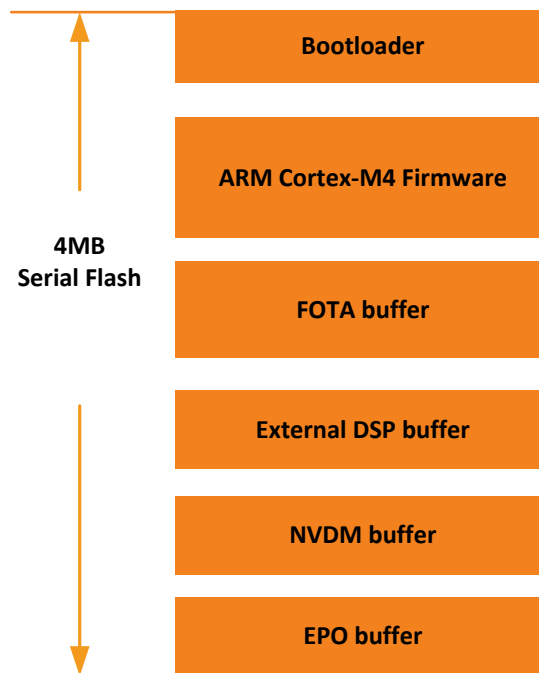 Bootloader
ARM Cortex-M4 Firmware
4MB
Serial Flash
FOTA buffer
External DSP buffer
NVDM buffer
EPO buffer